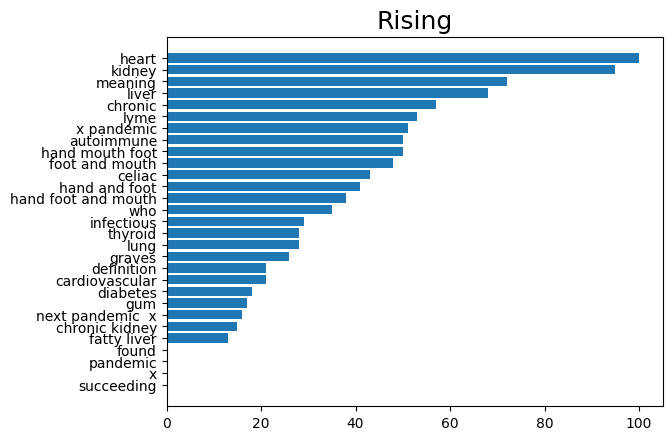 Rising
heart
kidney
meaning
liver
chronic
lyme
x pandemic
autoimmune
hand mouth foot
foot and mouth
celiac
hand and foot
hand foot and mouth
who
infectious
thyroid
lung
graves
definition
cardiovascular
diabetes
gum
next pandemic  x
chronic kidney
fatty liver
found
pandemic
x
succeeding
0 20 40 60 80 100